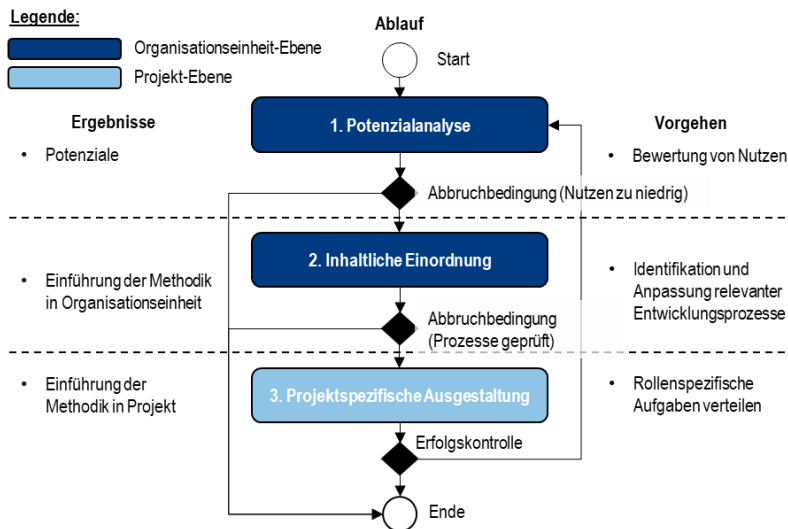 Legende:
Organisationseinheit-Ebene
Projekt-Ebene
Ablauf
Start
Ergebnisse
1. Potenzialanalyse
Vorgehen
• Potenziale
• Bewertung von Nutzen
Abbruchbedingung (Nutzen zu niedrig)
• Einführung der Methodik
in Organisationseinheit
2. Inhaltliche Einordnung
• Identifikation und
Anpassung relevanter
Entwicklungsprozesse
Abbruchbedingung
(Prozesse geprüft)
• Einführung der
Methodik in Projekt
3. Projektspezifische Ausgestaltung
• Rollenspezifische
Aufgaben verteilen
Erfolgskontrolle
Ende